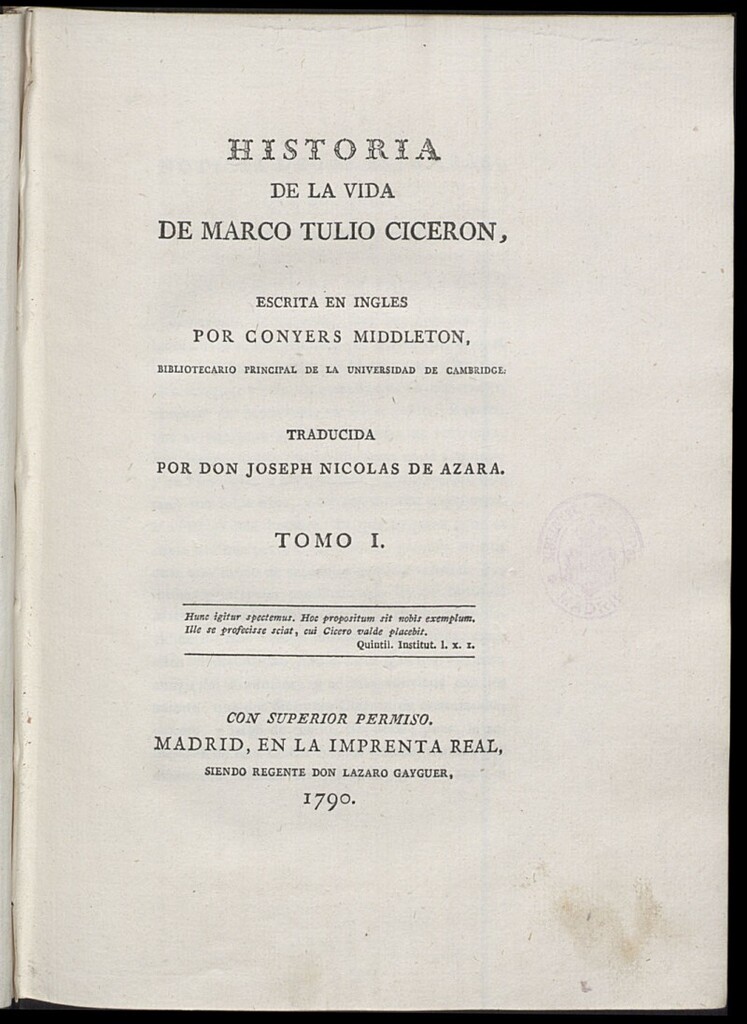 HISTORIA
DE LA VIDA
DE MARCO TULIO CICERON,
ESCRITA EN INGLES
POR CONYERS MIDDLETON,
BIBLIOTECARIO PRINCIPAL DE LA UNIVERSIDAD DE CAMBRIDGE:
TRADUCIDA
POR DON JOSEPH NICOLAS DE AZARA.
TOMO I.
Hunc igitur spectemus. Hoc propositum sit nobis exemplum.
Ille se profecisse sciat, cui Cicero valde placebit.
Quintil. Institut. l. x. 1.
CON SUPERIOR PERMISO.
MADRID, EN LA IMPRENTA REAL,
SIENDO REGENTE DON LAZARO GAYGUER,
1790.
MADRID